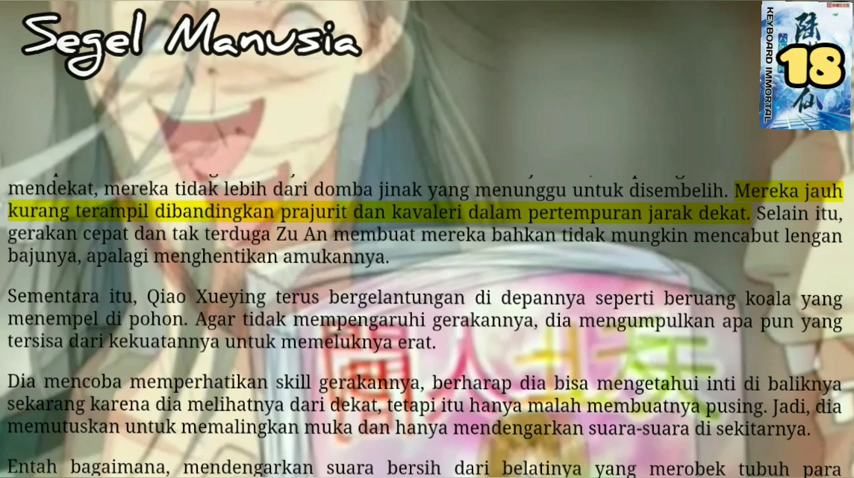 Segel Manusia
KEYBOARD IMMORTAL
18
mendekat, mereka tidak lebih dari domba jinak yang menunggu untuk disembelih. Mereka jauh
kurang terampil dibandingkan prajurit dan kavaleri dalam pertempuran jarak dekat. Selain itu,
gerakan cepat dan tak terduga Zu An membuat mereka bahkan tidak mungkin mencabut lengan
bajunya, apalagi menghentikan amukannya.
Sementara itu, Qiao Xueying terus bergelantungan di depannya seperti beruang koala yang
menempel di pohon. Agar tidak mempengaruhi gerakannya, dia mengumpulkan apa pun yang
tersisa dari kekuatannya untuk memeluknya erat.
Dia mencoba memperhatikan skill gerakannya, berharap dia bisa mengetahui inti di baliknya
sekarang karena dia melihatnya dari dekat, tetapi itu hanya malah membuatnya pusing. Jadi, dia
memutuskan untuk memalingkan muka dan hanya mendengarkan suara-suara di sekitarnya.
Entah bagaimana, mendengarkan suara bersih dari belatinya yang merobek tubuh para